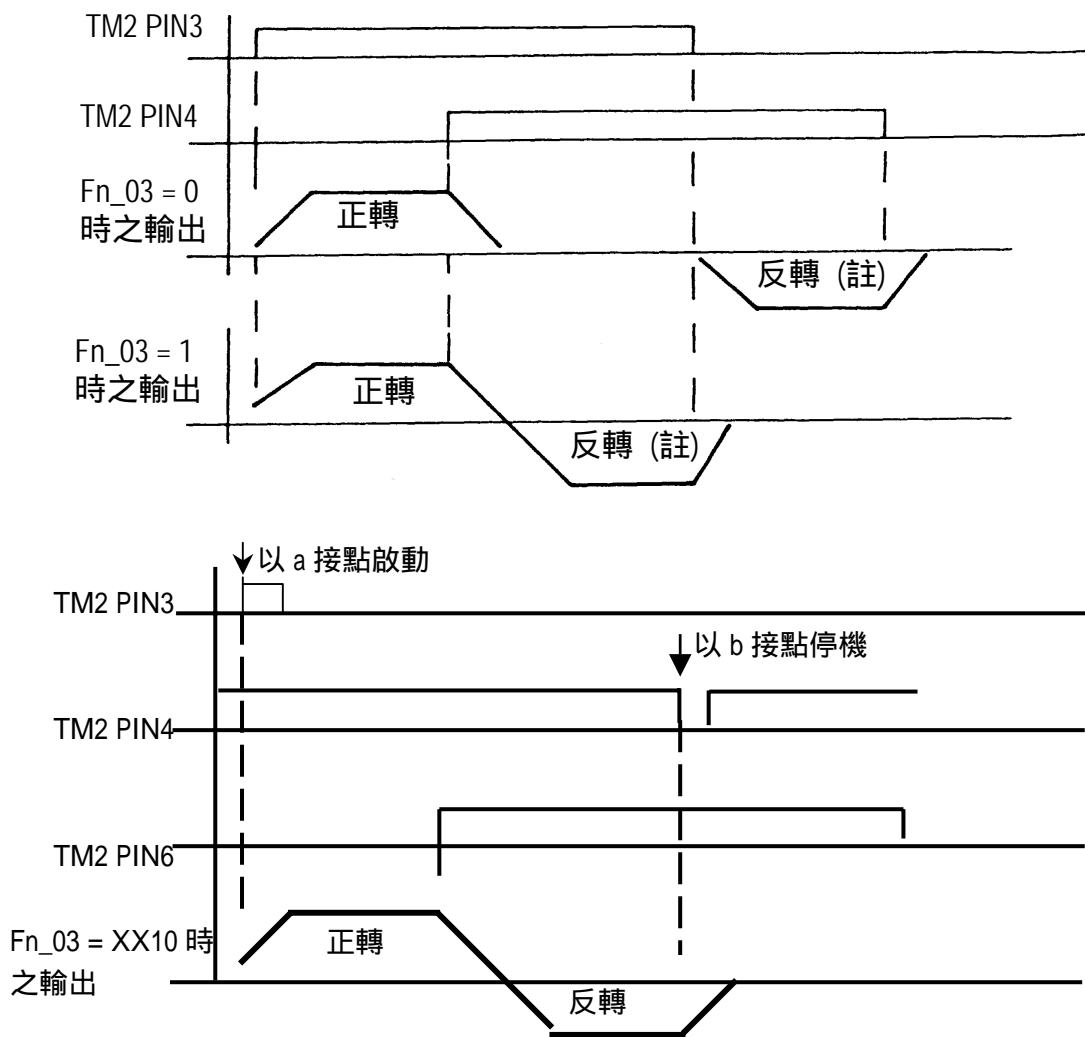 TM2 PIN3
TM2 PIN4
Fn_03 = 0
時之輸出
正轉
反轉 (註)
Fn_03 = 1
時之輸出
正轉
反轉 (註)
以 a 接點啟動
TM2 PIN3
以 b 接點停機
TM2 PIN4
TM2 PIN6
Fn_03 = XX10 時
之輸出
正轉
反轉